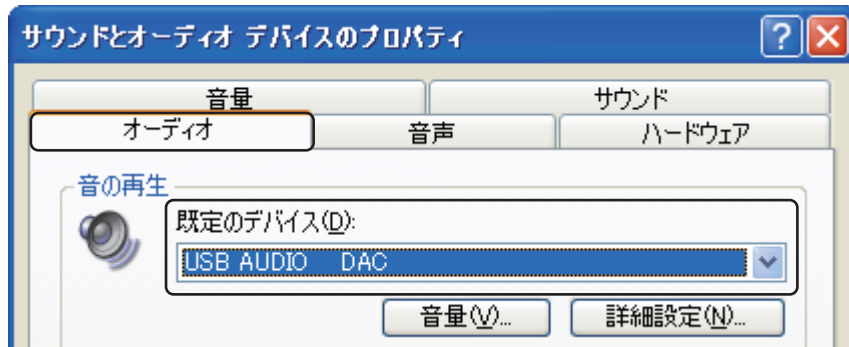 サウンドとオーディオ デバイスのプロパティ
音量 サウンド
オーディオ 音声 ハードウェア
音の再生
既定のデバイス(D):
USB AUDIO DAC
音量(V)... 詳細設定(N)...